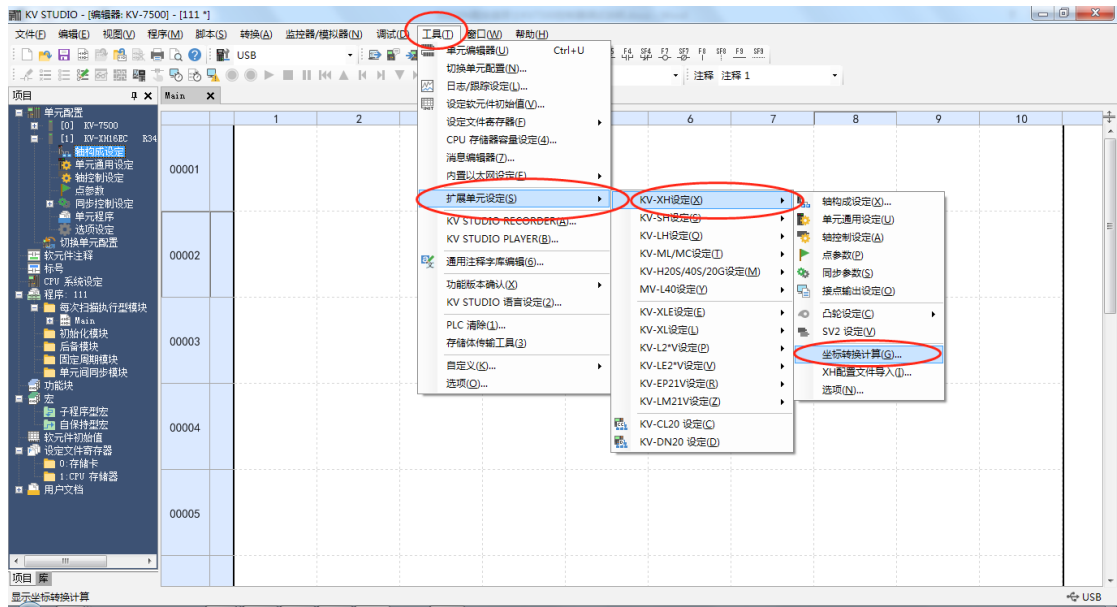 KV STUDIO - [编辑器: KV-7500] - [111 *]
文件(F) 编辑(E) 视图(V) 程序(M) 脚本(S) 转换(A) 监控器/模拟器(N) 调试(D) 工具(T) 窗口(W) 帮助(H)
USB
F4 SF4 F5 SF5 F8 SF8 F9 SF9
注释 注释 1
项目
Main
单元配置
[0] KV-7500
[1] KV-XH16EC R34
轴构成设定
单元通用设定
轴控制设定
点参数
同步控制设定
单元程序
选项设定
切换单元配置
软元件注释
标号
CPU 系统设定
程序: 111
每次扫描执行型模块
Main
初始化模块
后备模块
固定周期模块
单元间同步模块
功能块
宏
子程序型宏
自保持型宏
软元件初始值
设定文件寄存器
0:存储卡
1:CPU 存储器
用户文档
项目 库
1 2 6 7 8 9 10
00001
00002
00003
00004
00005
单元编辑器(U) Ctrl+U
切换单元配置(N)...
日志/跟踪设定(L)...
设定软元件初始值(V)...
设定文件寄存器(F)
CPU 存储器容量设定(4)...
消息编辑器(7)...
内置以太网设定(E)
扩展单元设定(S)
KV STUDIO RECORDER(A)...
KV STUDIO PLAYER(B)...
通用注释字库编辑(6)...
功能版本确认(X)
KV STUDIO 语言设定(2)...
PLC 清除(1)...
存储体传输工具(3)
自定义(K)...
选项(O)...
KV-XH设定(X)
KV-SH设定(S)
KV-LH设定(Q)
KV-ML/MC设定(T)
KV-H20S/40S/20G设定(M)
MV-L40设定(Y)
KV-XLE设定(E)
KV-XL设定(L)
KV-L2*V设定(P)
KV-LE2*V设定(V)
KV-EP21V设定(R)
KV-LM21V设定(Z)
KV-CL20 设定(C)
KV-DN20 设定(D)
轴构成设定(X)...
单元通用设定(U)
轴控制设定(A)
点参数(P)
同步参数(S)
接点输出设定(O)
凸轮设定(C)
SV2 设定(V)
坐标转换计算(G)...
XH配置文件导入(I)...
选项(N)...
显示坐标转换计算
USB